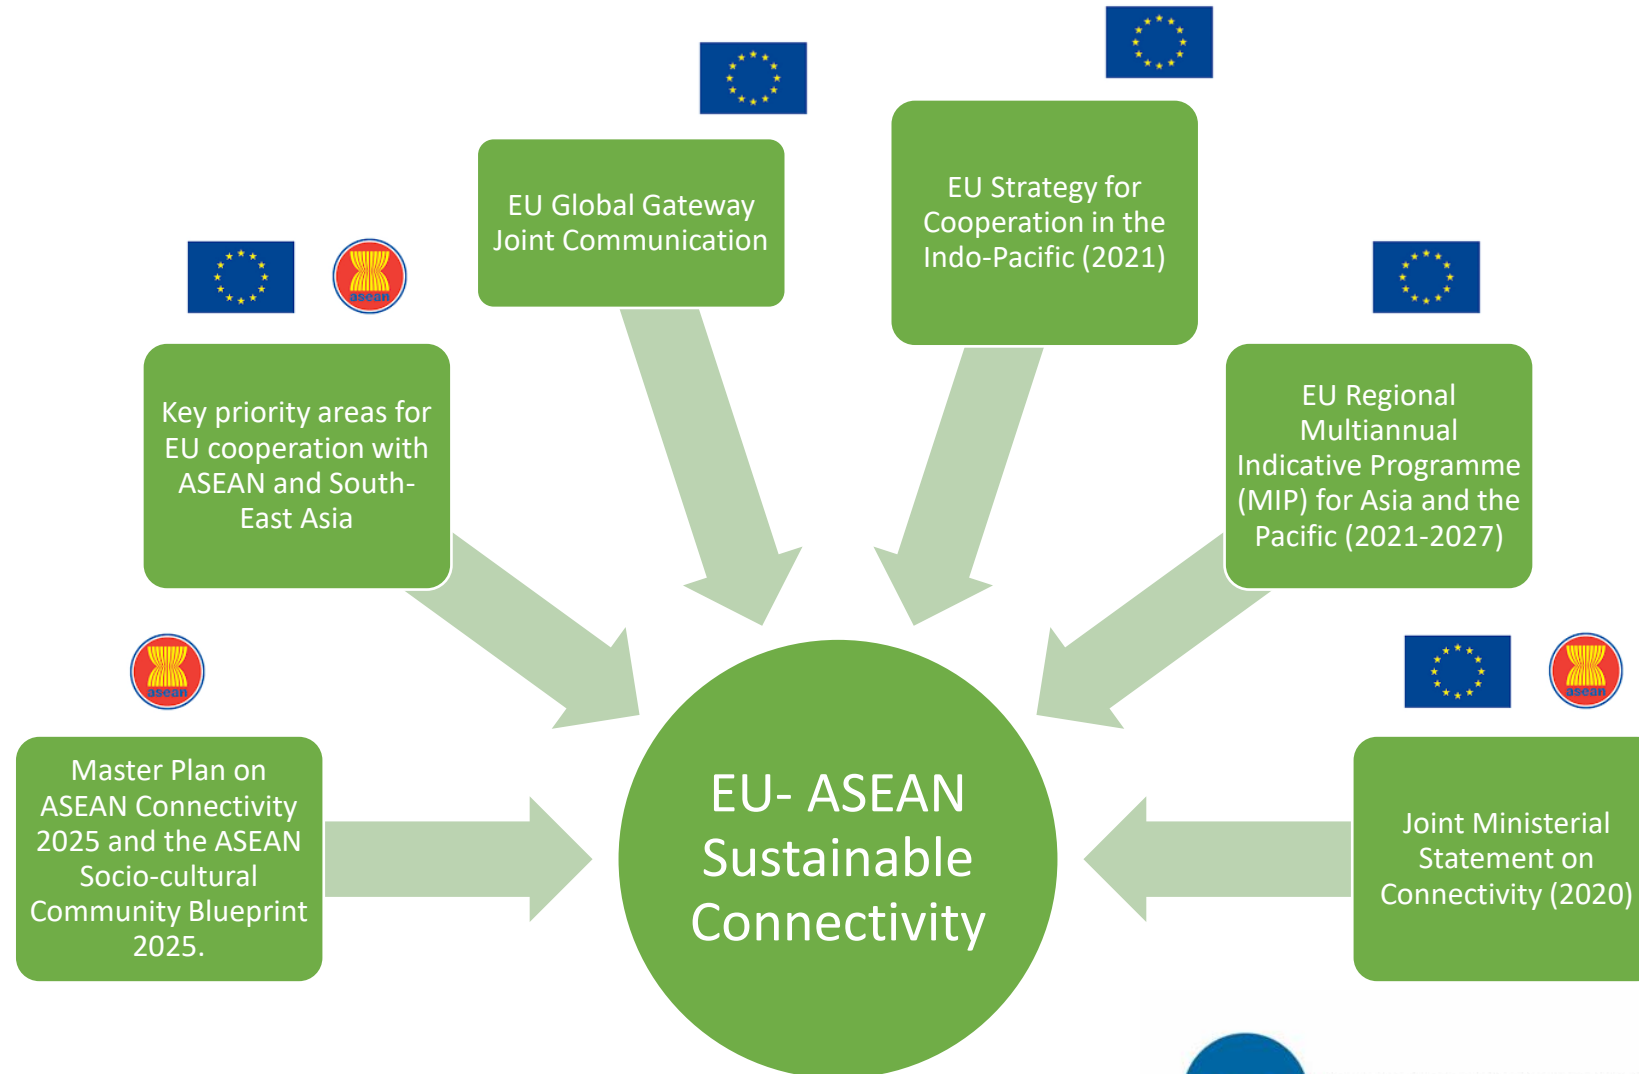 EU Global Gateway
Joint Communication
EU Strategy for
Cooperation in the
Indo-Pacific (2021)
asean
Key priority areas for
EU cooperation with
ASEAN and South-
East Asia
EU Regional
Multiannual
Indicative Programme
(MIP) for Asia and the
Pacific (2021-2027)
asean
asean
Master Plan on
ASEAN Connectivity
2025 and the ASEAN
Socio-cultural
Community Blueprint
2025.
EU- ASEAN
Sustainable
Connectivity
Joint Ministerial
Statement on
Connectivity (2020)